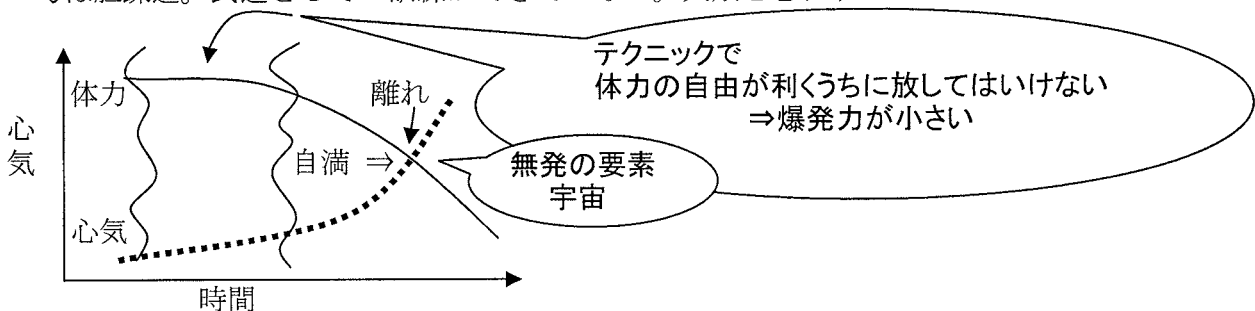 テクニックで
体力の自由が利くうちに放してはいけない
⇒爆発力が小さい
体力
離れ
心気
自満 ⇒
無発の要素
宇宙
心気
時間